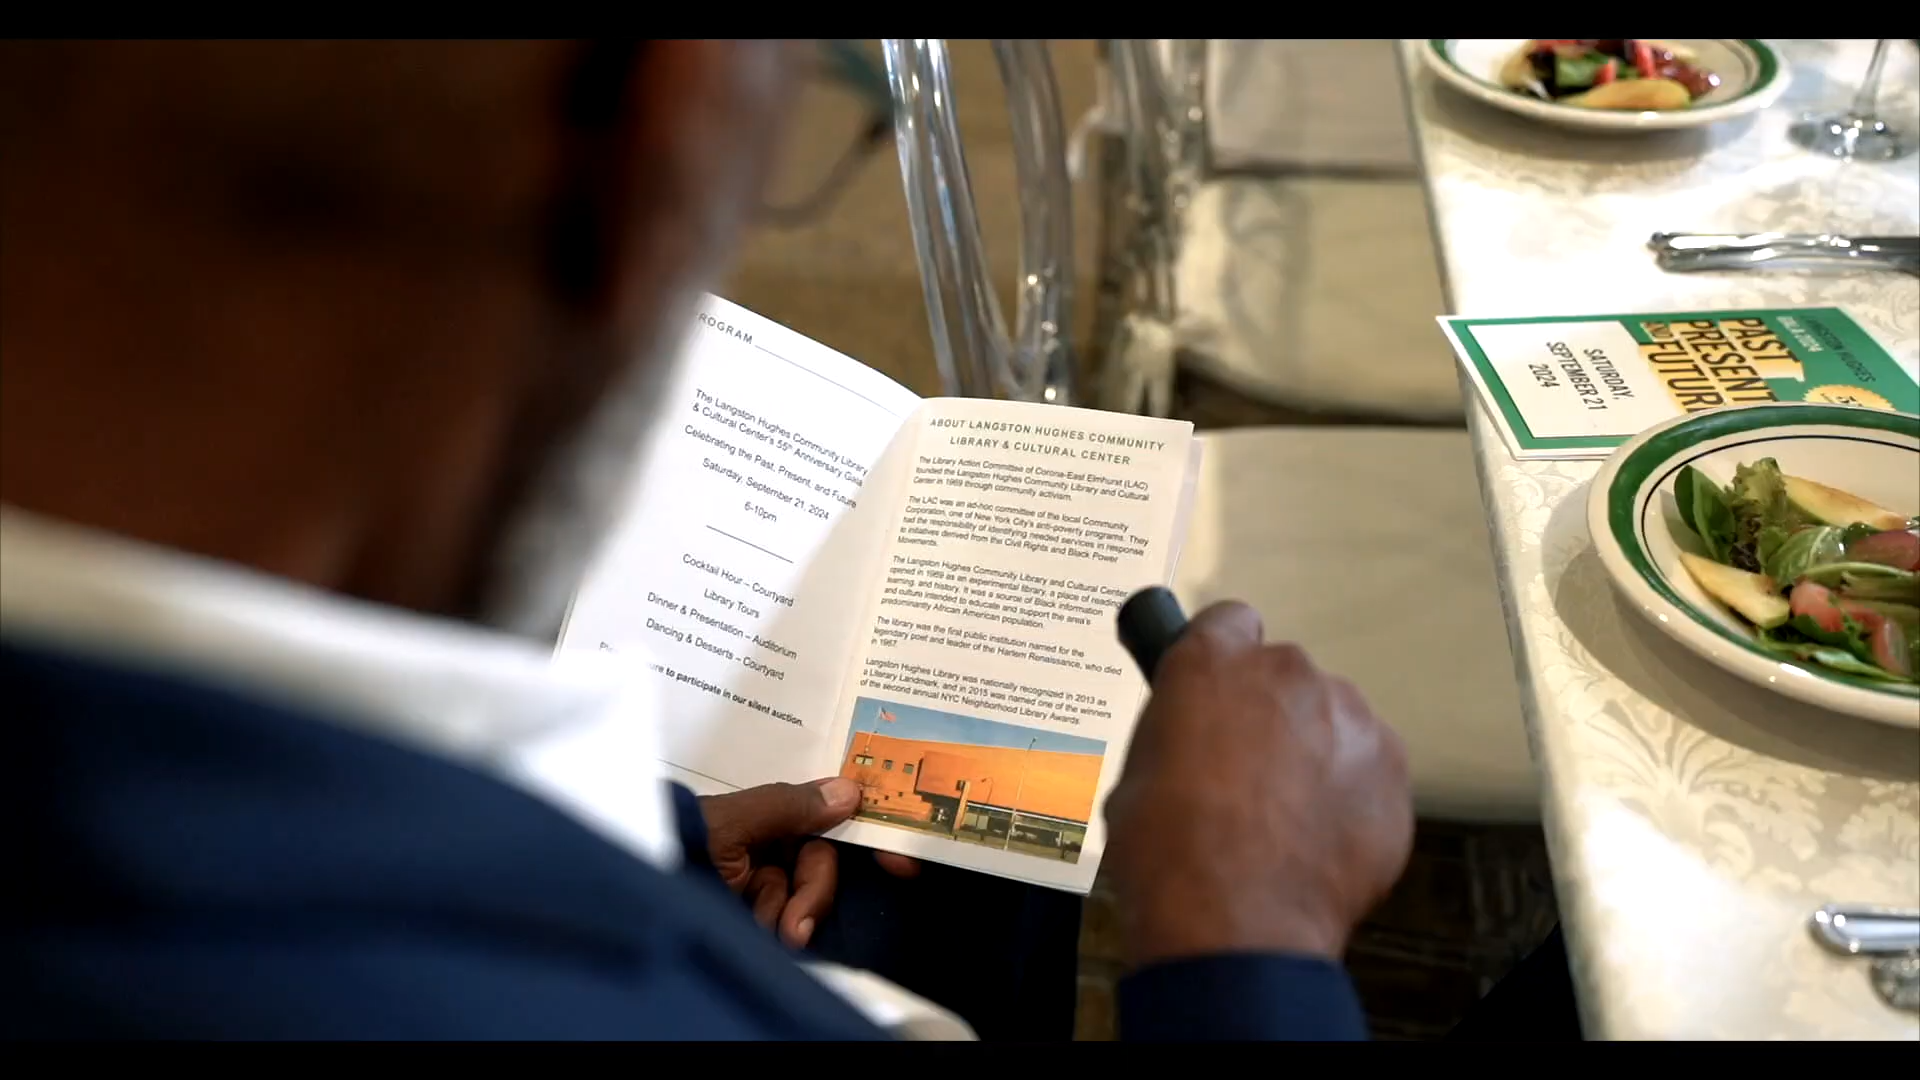 ROGRAM
The Langston Hughes Community Library
& Cultural Center's 55th Anniversary Gala
Celebrating the Past, Present, and Future
Saturday, September 21, 2024
6-10pm
Cocktail Hour – Courtyard
Library Tours
Dinner & Presentation – Auditorium
Dancing & Desserts – Courtyard
ure to participate in our silent auction.
ABOUT LANGSTON HUGHES COMMUNITY
LIBRARY & CULTURAL CENTER
The Library Action Committee of Corona-East Elmhurst (LAC)
founded the Langston Hughes Community Library and Cultural
Center in 1969 through community activism.
The LAC was an ad-hoc committee of the local Community
Corporation, one of New York City's anti-poverty programs. They
had the responsibility of identifying needed services in response
to initiatives derived from the Civil Rights and Black Power
Movements.
The Langston Hughes Community Library and Cultural Center
opened in 1969 as an experimental library, a place of reading,
learning, and history. It was a source of Black information
and culture intended to educate and support the area's
predominantly African American population.
The library was the first public institution named for the
legendary poet and leader of the Harlem Renaissance, who died
in 1967.
Langston Hughes Library was nationally recognized in 2013 as
a Literary Landmark, and in 2015 was named one of the winners
of the second annual NYC Neighborhood Library Awards.
LANGSTON HUGHES
GALA 2024
PAST
PRESENT
AND FUTURE
SATURDAY,
SEPTEMBER 21
2024